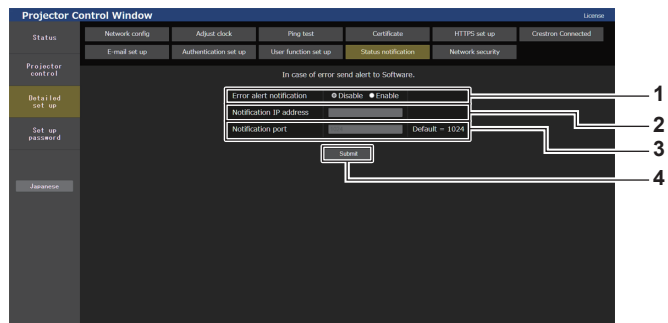 Projector Control Window
License
Status
Network config
Adjust clock
Ping test
Certificate
HTTPS set up
Crestron Connected
E-mail set up
Authentication set up
User function set up
Status notification
Network security
Projector
control
In case of error send alert to Software.
Detailed
set up
Error alert notification Disable Enable
1
Notification IP address
2
Notification port Default = 1024
3
Set up
password
Submit
4
Japanese